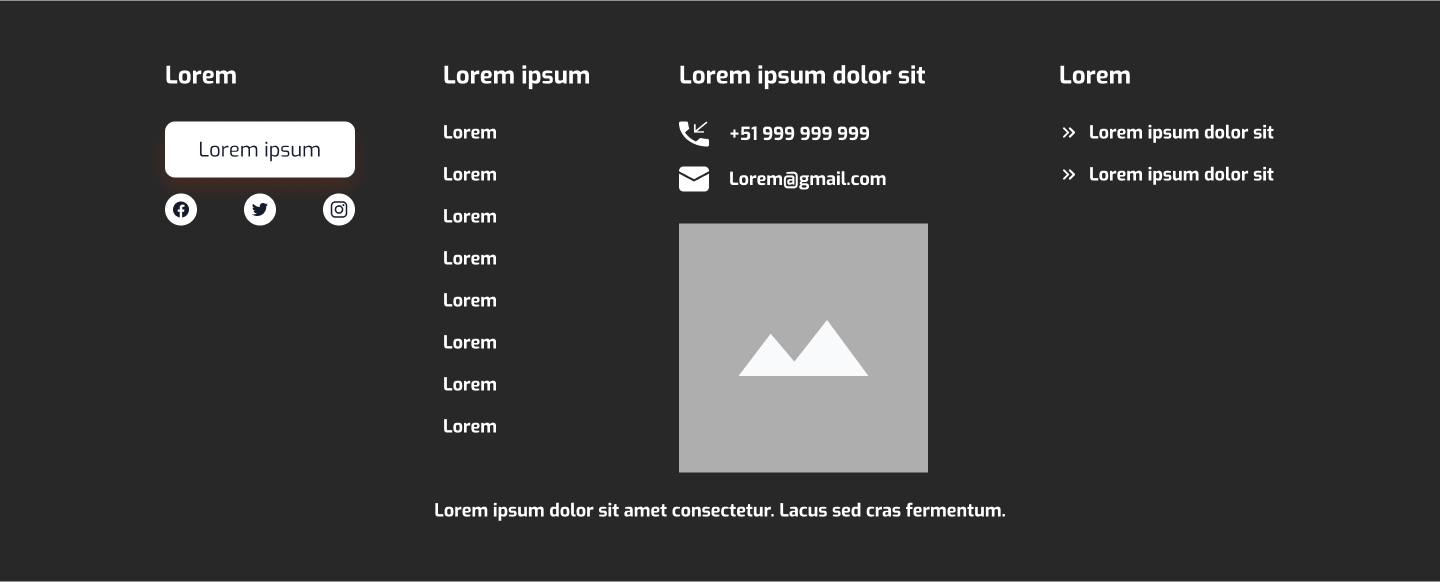 Lorem
Lorem ipsum
Lorem ipsum
Lorem
Lorem
Lorem
Lorem
Lorem
Lorem
Lorem
Lorem
Lorem ipsum dolor sit
+51 999 999 999
Lorem@gmail.com
Lorem
Lorem ipsum dolor sit
Lorem ipsum dolor sit
Lorem ipsum dolor sit amet consectetur. Lacus sed cras fermentum.